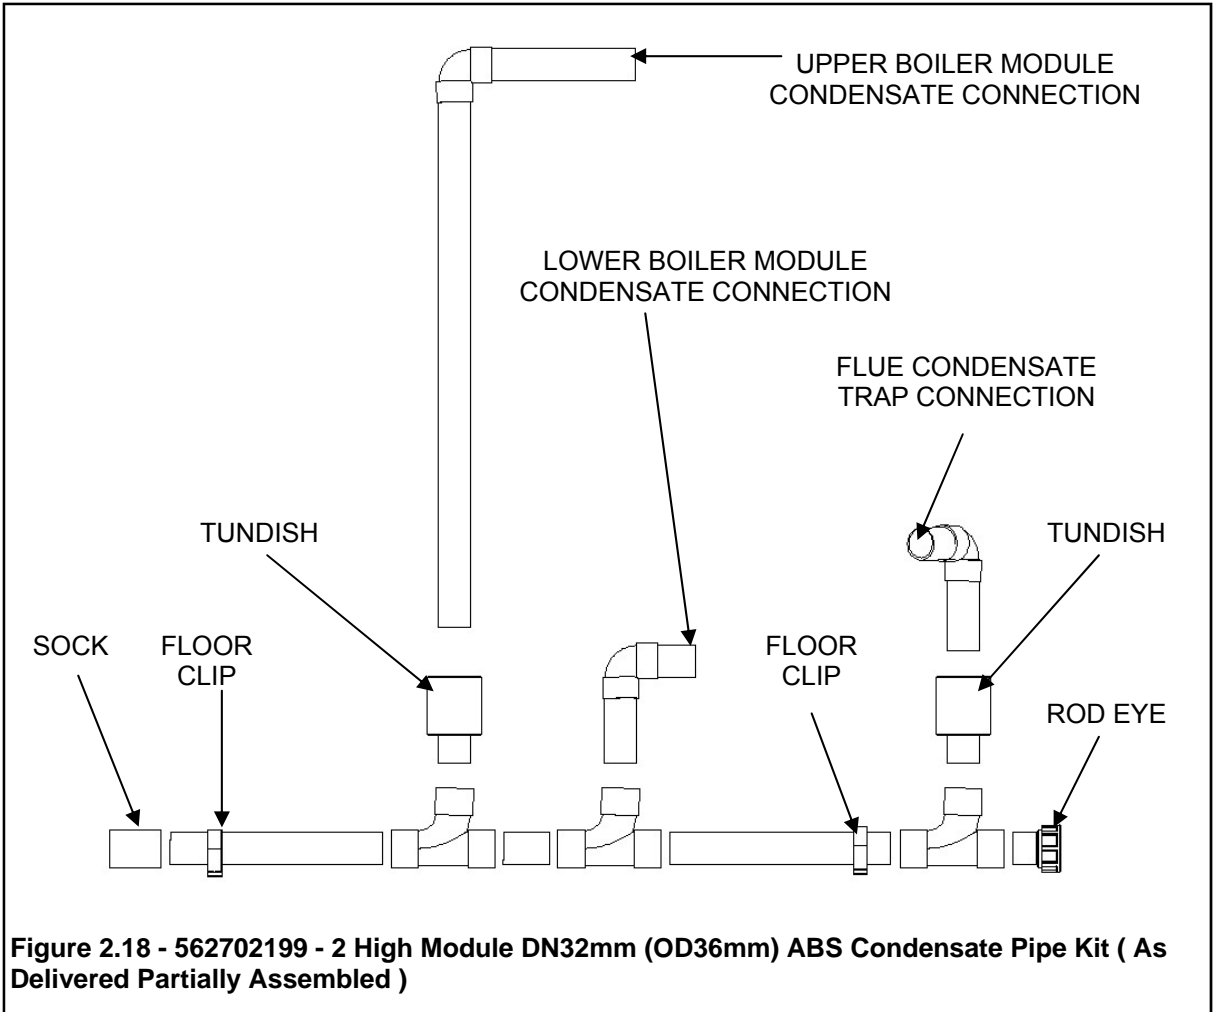 UPPER BOILER MODULE
CONDENSATE CONNECTION
LOWER BOILER MODULE
CONDENSATE CONNECTION
FLUE CONDENSATE
TRAP CONNECTION
TUNDISH
TUNDISH
SOCK
FLOOR
CLIP
FLOOR
CLIP
ROD EYE
Figure 2.18 - 562702199 - 2 High Module DN32mm (OD36mm) ABS Condensate Pipe Kit ( As
Delivered Partially Assembled )